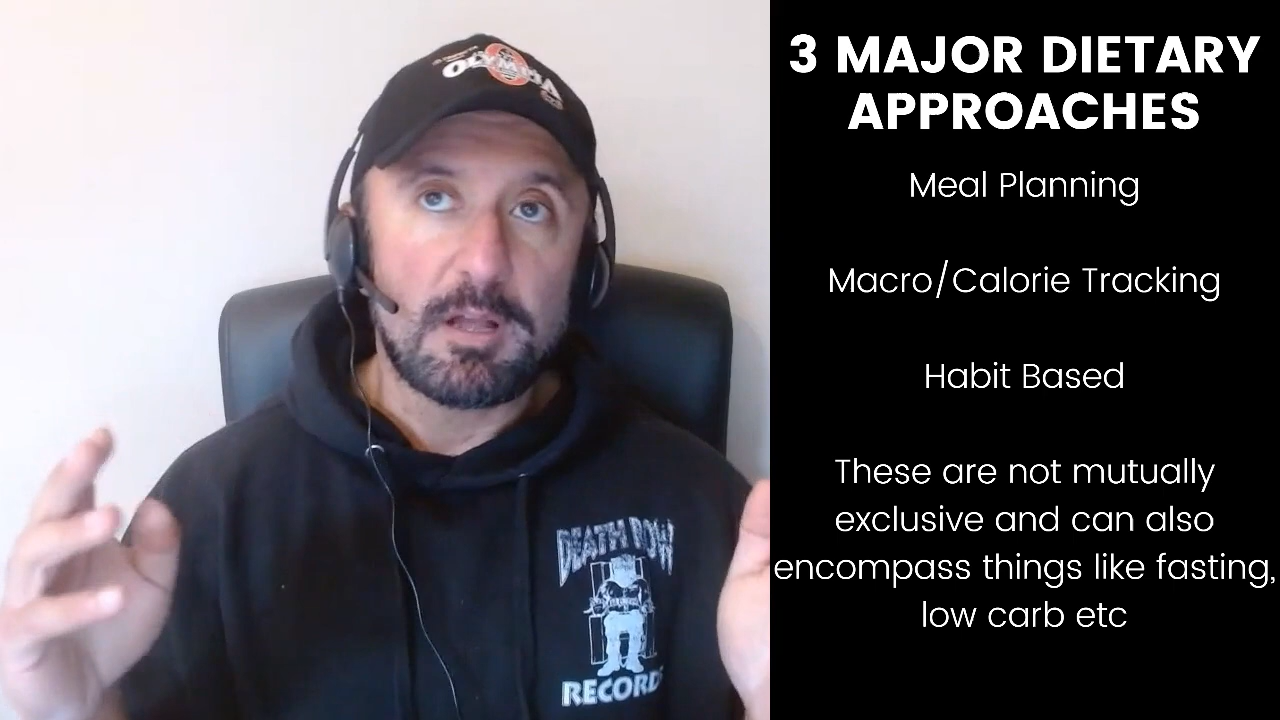 OLYMPIA
DEATH ROW
RECORDS
3 MAJOR DIETARY
APPROACHES
Meal Planning
Macro/Calorie Tracking
Habit Based
These are not mutually
exclusive and can also
encompass things like fasting,
low carb etc